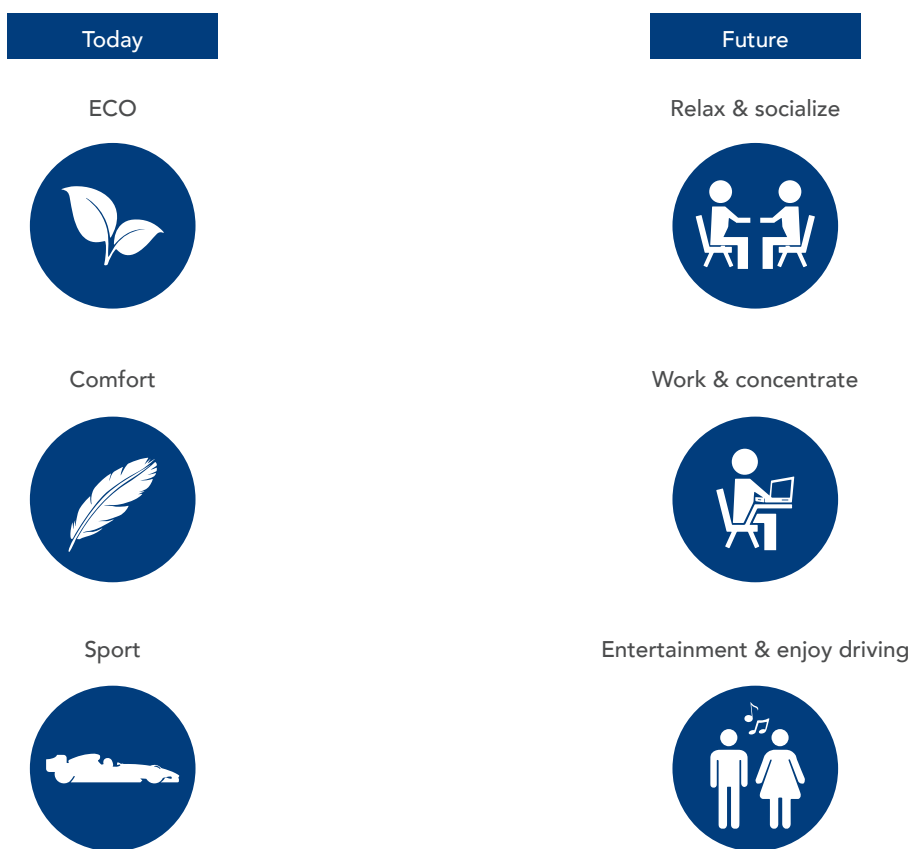 Today
Future
ECO
Relax & socialize
Comfort
Work & concentrate
Sport
Entertainment & enjoy driving